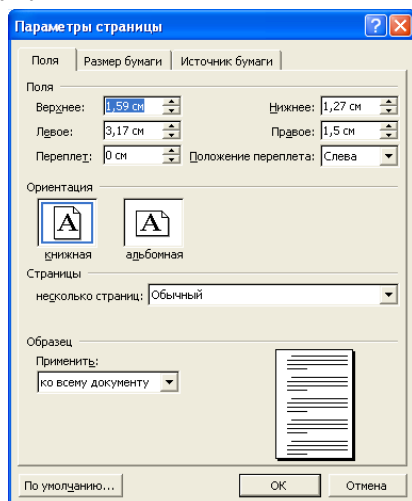 Параметры страницы
Поля Размер бумаги Источник бумаги
Поля
Верхнее: 1,59 см Нижнее: 1,27 см
Левое: 3,17 см Правое: 1,5 см
Переплет: 0 см Положение переплета: Слева
Ориентация
A A
книжная альбомная
Страницы
несколько страниц: Обычный
Образец
Применить:
ко всему документу
По умолчанию... ОК Отмена